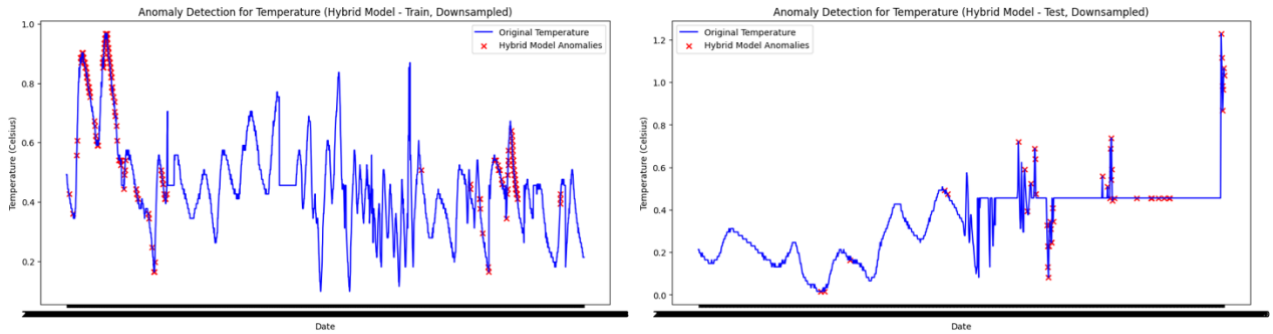 Anomaly Detection for Temperature (Hybrid Model - Train, Downsampled)
Original Temperature
Hybrid Model Anomalies
Temperature (Celsius)
1.0
0.8
0.6
0.4
0.2
Date
Anomaly Detection for Temperature (Hybrid Model - Test, Downsampled)
Original Temperature
Hybrid Model Anomalies
Temperature (Celsius)
1.2
1.0
0.8
0.6
0.4
0.2
0.0
Date